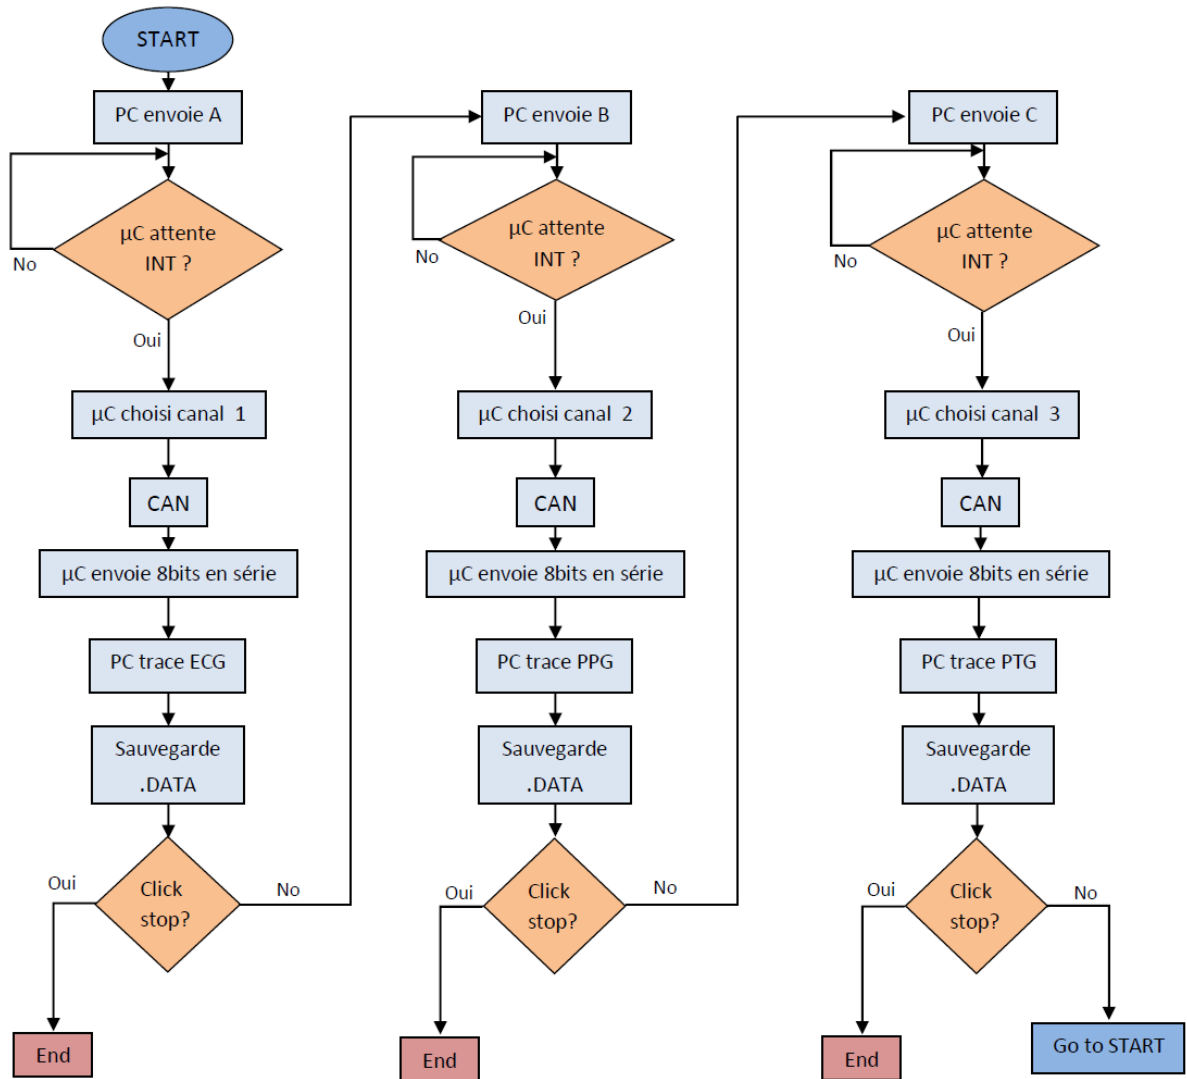 START
PC envoie A
µC attente
INT ?
No
Oui
µC choisi canal  1
CAN
µC envoie 8bits en série
PC trace ECG
Sauvegarde
.DATA
Click
stop?
Oui
No
End
PC envoie B
µC attente
INT ?
No
Oui
µC choisi canal  2
CAN
µC envoie 8bits en série
PC trace PPG
Sauvegarde
.DATA
Click
stop?
Oui
No
End
PC envoie C
µC attente
INT ?
No
Oui
µC choisi canal  3
CAN
µC envoie 8bits en série
PC trace PTG
Sauvegarde
.DATA
Click
stop?
Oui
No
End
Go to START